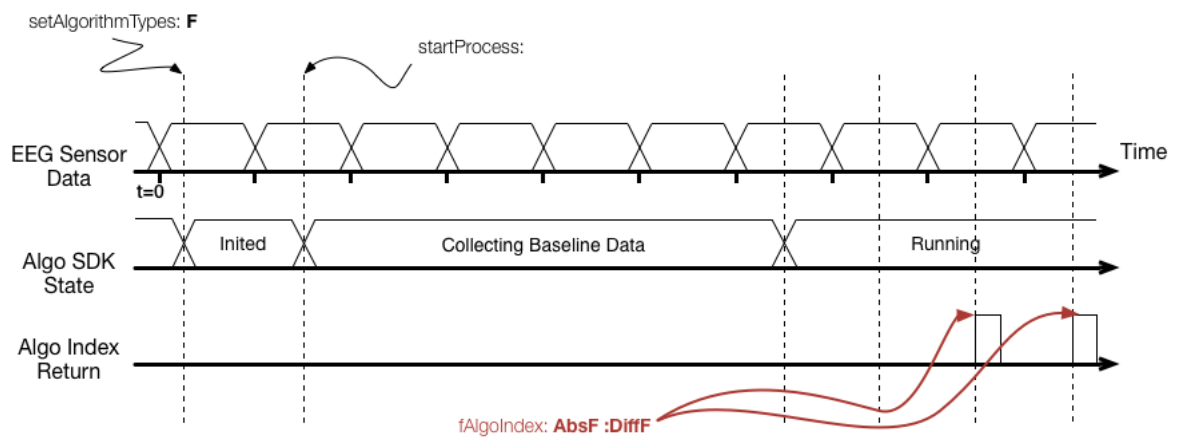 setAlgorithmTypes: F
startProcess:
EEG Sensor
Data
Time
t=0
Inited
Collecting Baseline Data
Running
Algo SDK
State
Algo Index
Return
fAlgoIndex: AbsF :DiffF